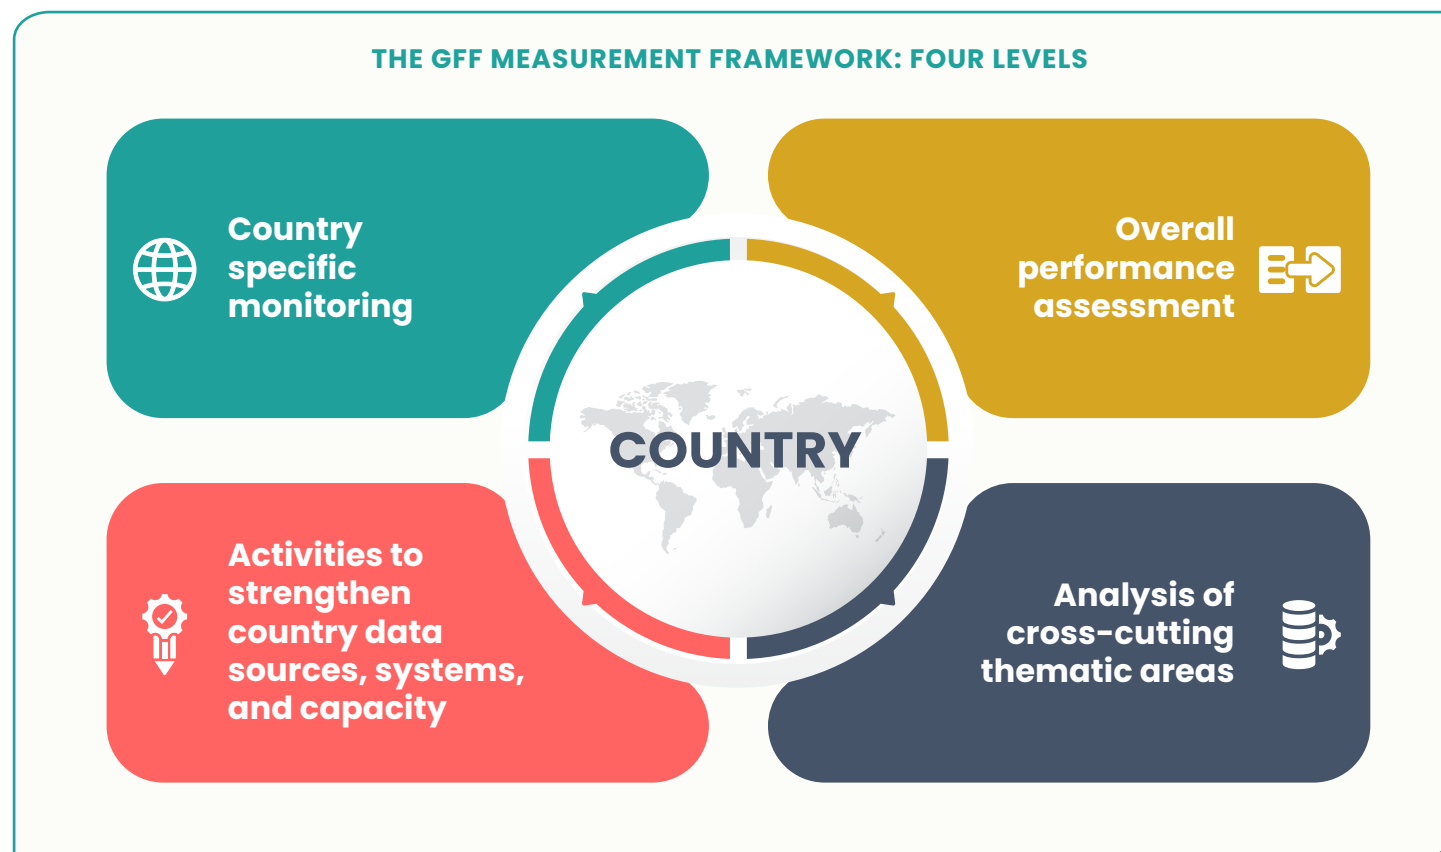 THE GFF MEASUREMENT FRAMEWORK: FOUR LEVELS
Country
specific
monitoring
Overall
performance
assessment
COUNTRY
Activities to
strengthen
country data
sources, systems,
and capacity
Analysis of
cross-cutting
thematic areas